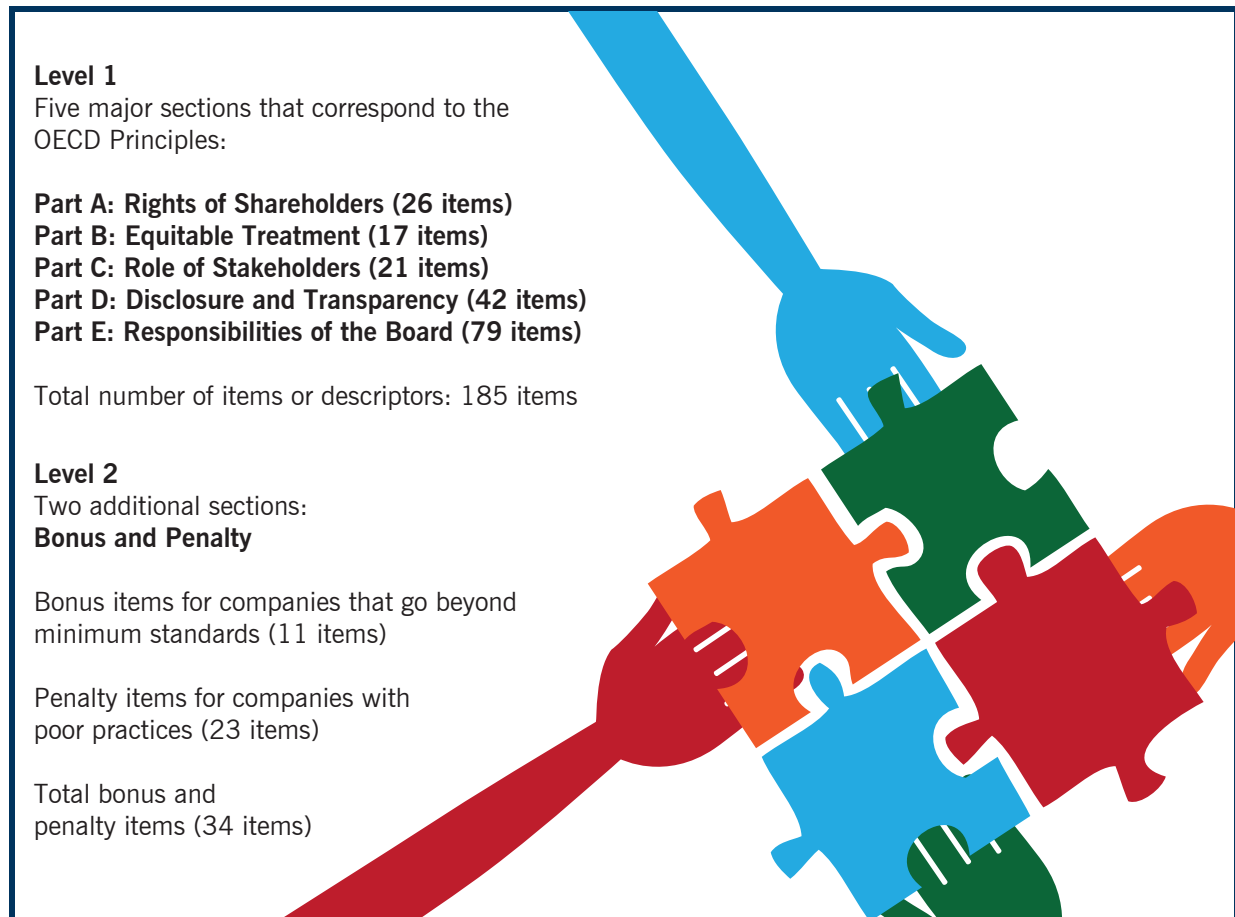 Level 1
Five major sections that correspond to the
OECD Principles:
Part A: Rights of Shareholders (26 items)
Part B: Equitable Treatment (17 items)
Part C: Role of Stakeholders (21 items)
Part D: Disclosure and Transparency (42 items)
Part E: Responsibilities of the Board (79 items)
Total number of items or descriptors: 185 items
Level 2
Two additional sections:
Bonus and Penalty
Bonus items for companies that go beyond
minimum standards (11 items)
Penalty items for companies with
poor practices (23 items)
Total bonus and
penalty items (34 items)